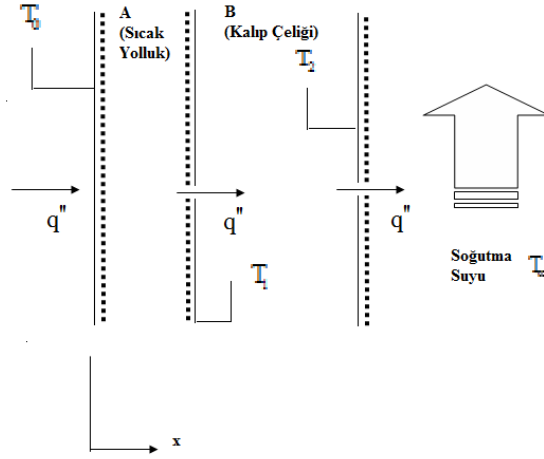 T₀
A
(Sıcak
Yolluk)
B
(Kalıp Çeliği)
T₂
q"
q"
q"
T₁
Soğutma
Suyu
x